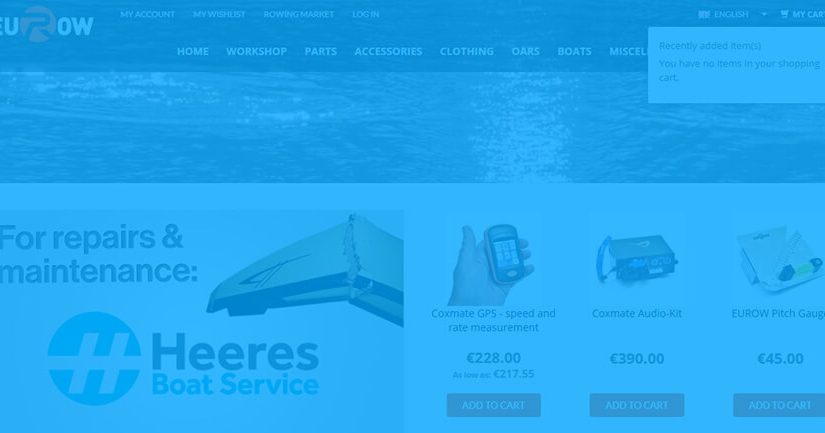 EUROW
MY ACCOUNT MY WISHLIST ROWING MARKET LOG IN
ENGLISH MY CAR
HOME WORKSHOP PARTS ACCESSORIES CLOTHING OARS BOATS MISCEL
Recently added item(s)
You have no items in your shopping
cart.
For repairs &
maintenance:
Heeres
Boat Service
Coxmate GPS - speed and
rate measurement
€228.00
As low as: €217.55
ADD TO CART
Coxmate Audio-Kit
€390.00
ADD TO CART
EUROW Pitch Gauge
€45.00
ADD TO CART